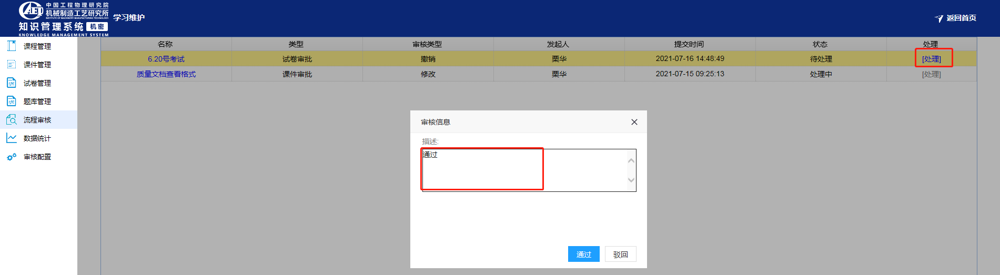 中国工程物理研究院
机械制造工艺研究所
INSTITUTE OF MACHINERY MANUFACTURING TECHNOLOGY
知识管理系统 机密
KNOWLEDGE MANAGEMENT SYSTEM
学习维护
返回首页
课程管理
课件管理
试卷管理
题库管理
流程审核
数据统计
审核配置
名称 类型 审核类型 发起人 提交时间 状态 处理
6.20号考试 试卷审批 撤销 栗华 2021-07-16 14:48:49 待处理 [处理]
质量文档查看格式 课件审批 修改 栗华 2021-07-15 09:25:13 处理中 [处理]
审核信息
描述:
通过
通过 驳回